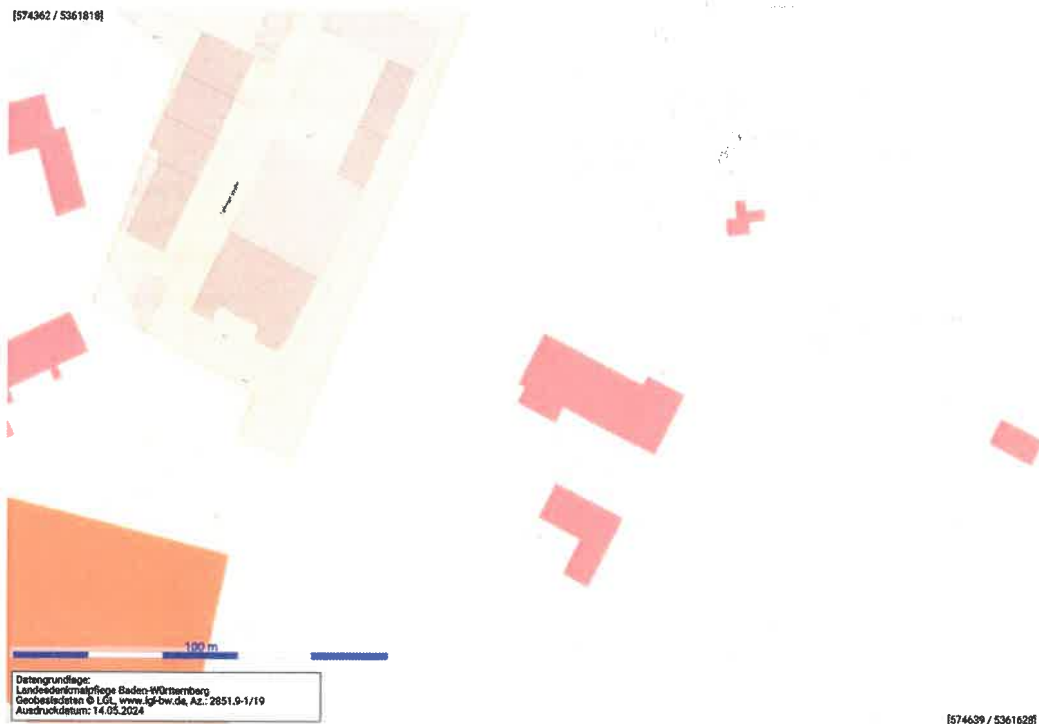 [574362 / 5361818]
100 m
Datengrundlage:
Landesdenkmalpflege Baden-Württemberg
Geobasisdaten © LGL, www.lgl-bw.de, Az.: 2851.9-1/19
Ausdruckdatum: 14.05.2024
[574639 / 5361628]